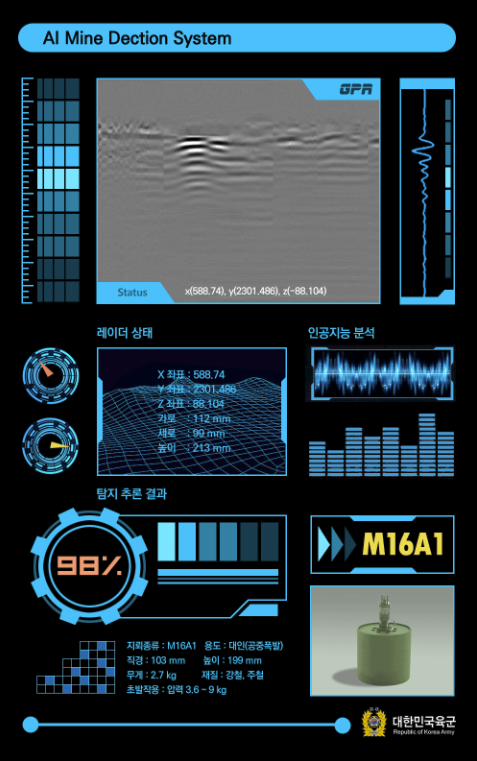 AI Mine Dection System
GPR
Status
x(588.74), y(2301.486), z(-88.104)
레이더 상태
인공지능 분석
X 좌표 : 588.74
Y 좌표 : 2301.486
Z 좌표 : 88.104
가로 : 112 mm
세로 : 99 mm
높이 : 213 mm
탐지 추론 결과
98%
M16A1
지뢰종류 : M16A1 용도 : 대인(공중폭발)
직경 : 103 mm 높이 : 199 mm
무게 : 2.7 kg 재질 : 강철, 주철
초발작용 : 압력 3.6 ~ 9 kg
대한민국육군
Republic of Korea Army